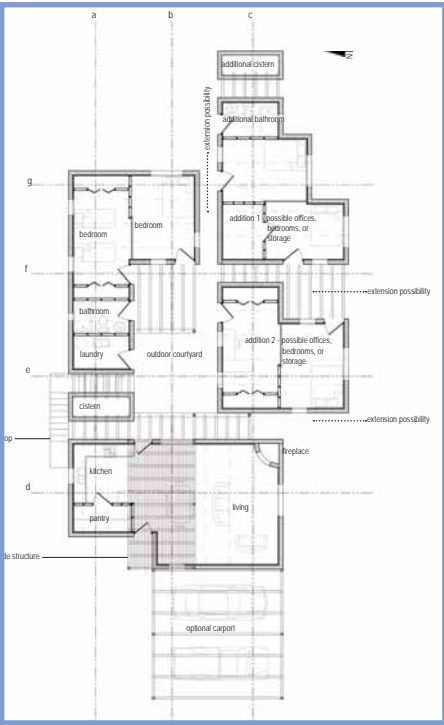 a
b
c
N
additional cistern
extension possibility
additional bathroom
g
bedroom
bedroom
addition 1 - possible offices,
bedrooms, or
storage
f
extension possibility
bathroom
laundry
outdoor courtyard
addition 2 - possible offices,
bedrooms, or
storage
e
cistern
extension possibility
op
fireplace
kitchen
d
living
pantry
de structure
optional carport